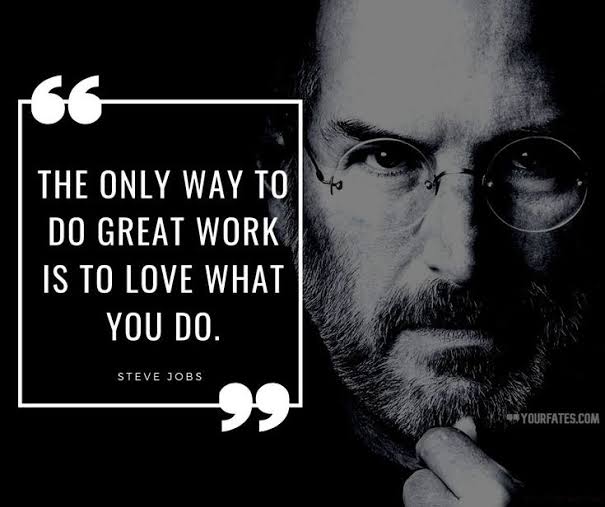 THE ONLY WAY TO
DO GREAT WORK
IS TO LOVE WHAT
YOU DO.
STEVE JOBS
YOURFATES.COM